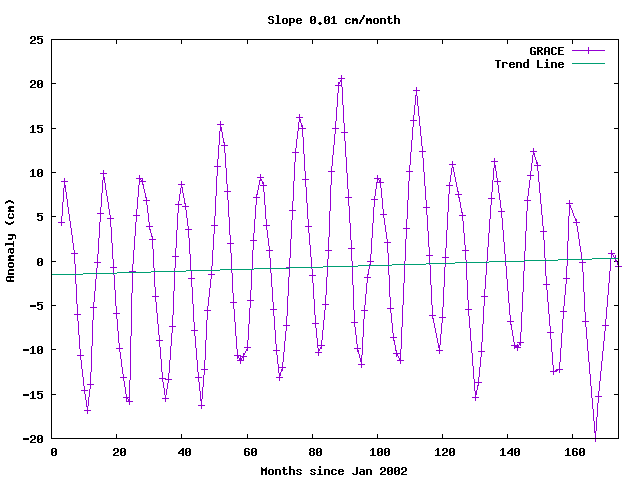 Slope 0.01 cm/month
25
20
15
10
5
0
-5
-10
-15
-20
Anomaly (cm)
GRACE
Trend Line
0 20 40 60 80 100 120 140 160
Months since Jan 2002